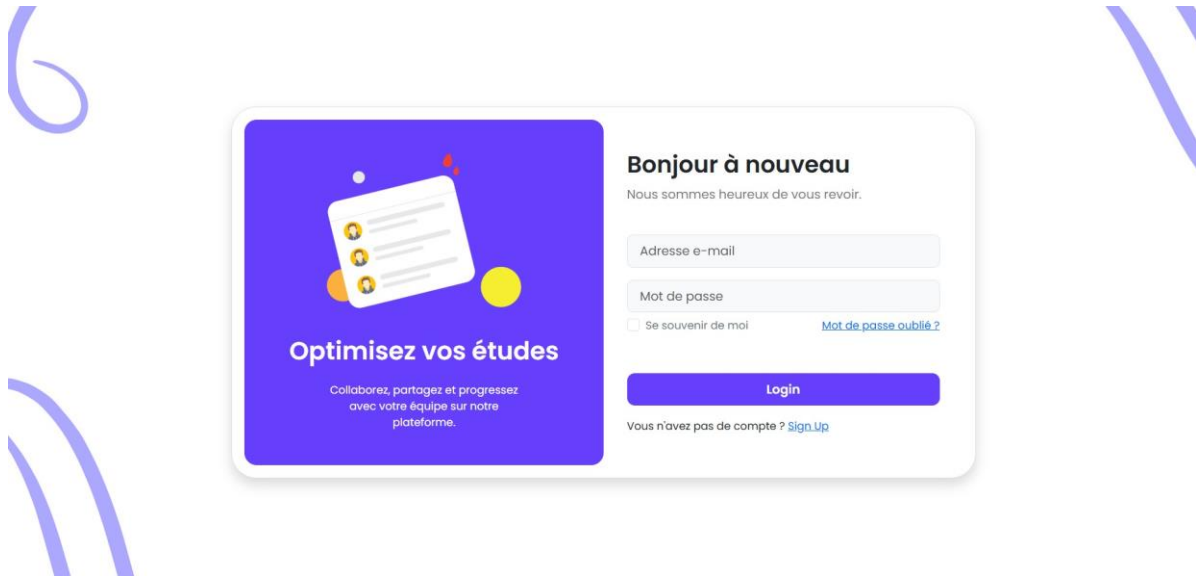 Optimisez vos études
Collaborez, partagez et progressez
avec votre équipe sur notre
plateforme.
Bonjour à nouveau
Nous sommes heureux de vous revoir.
Adresse e-mail
Mot de passe
Se souvenir de moi Mot de passe oublié ?
Login
Vous n'avez pas de compte ? Sign Up